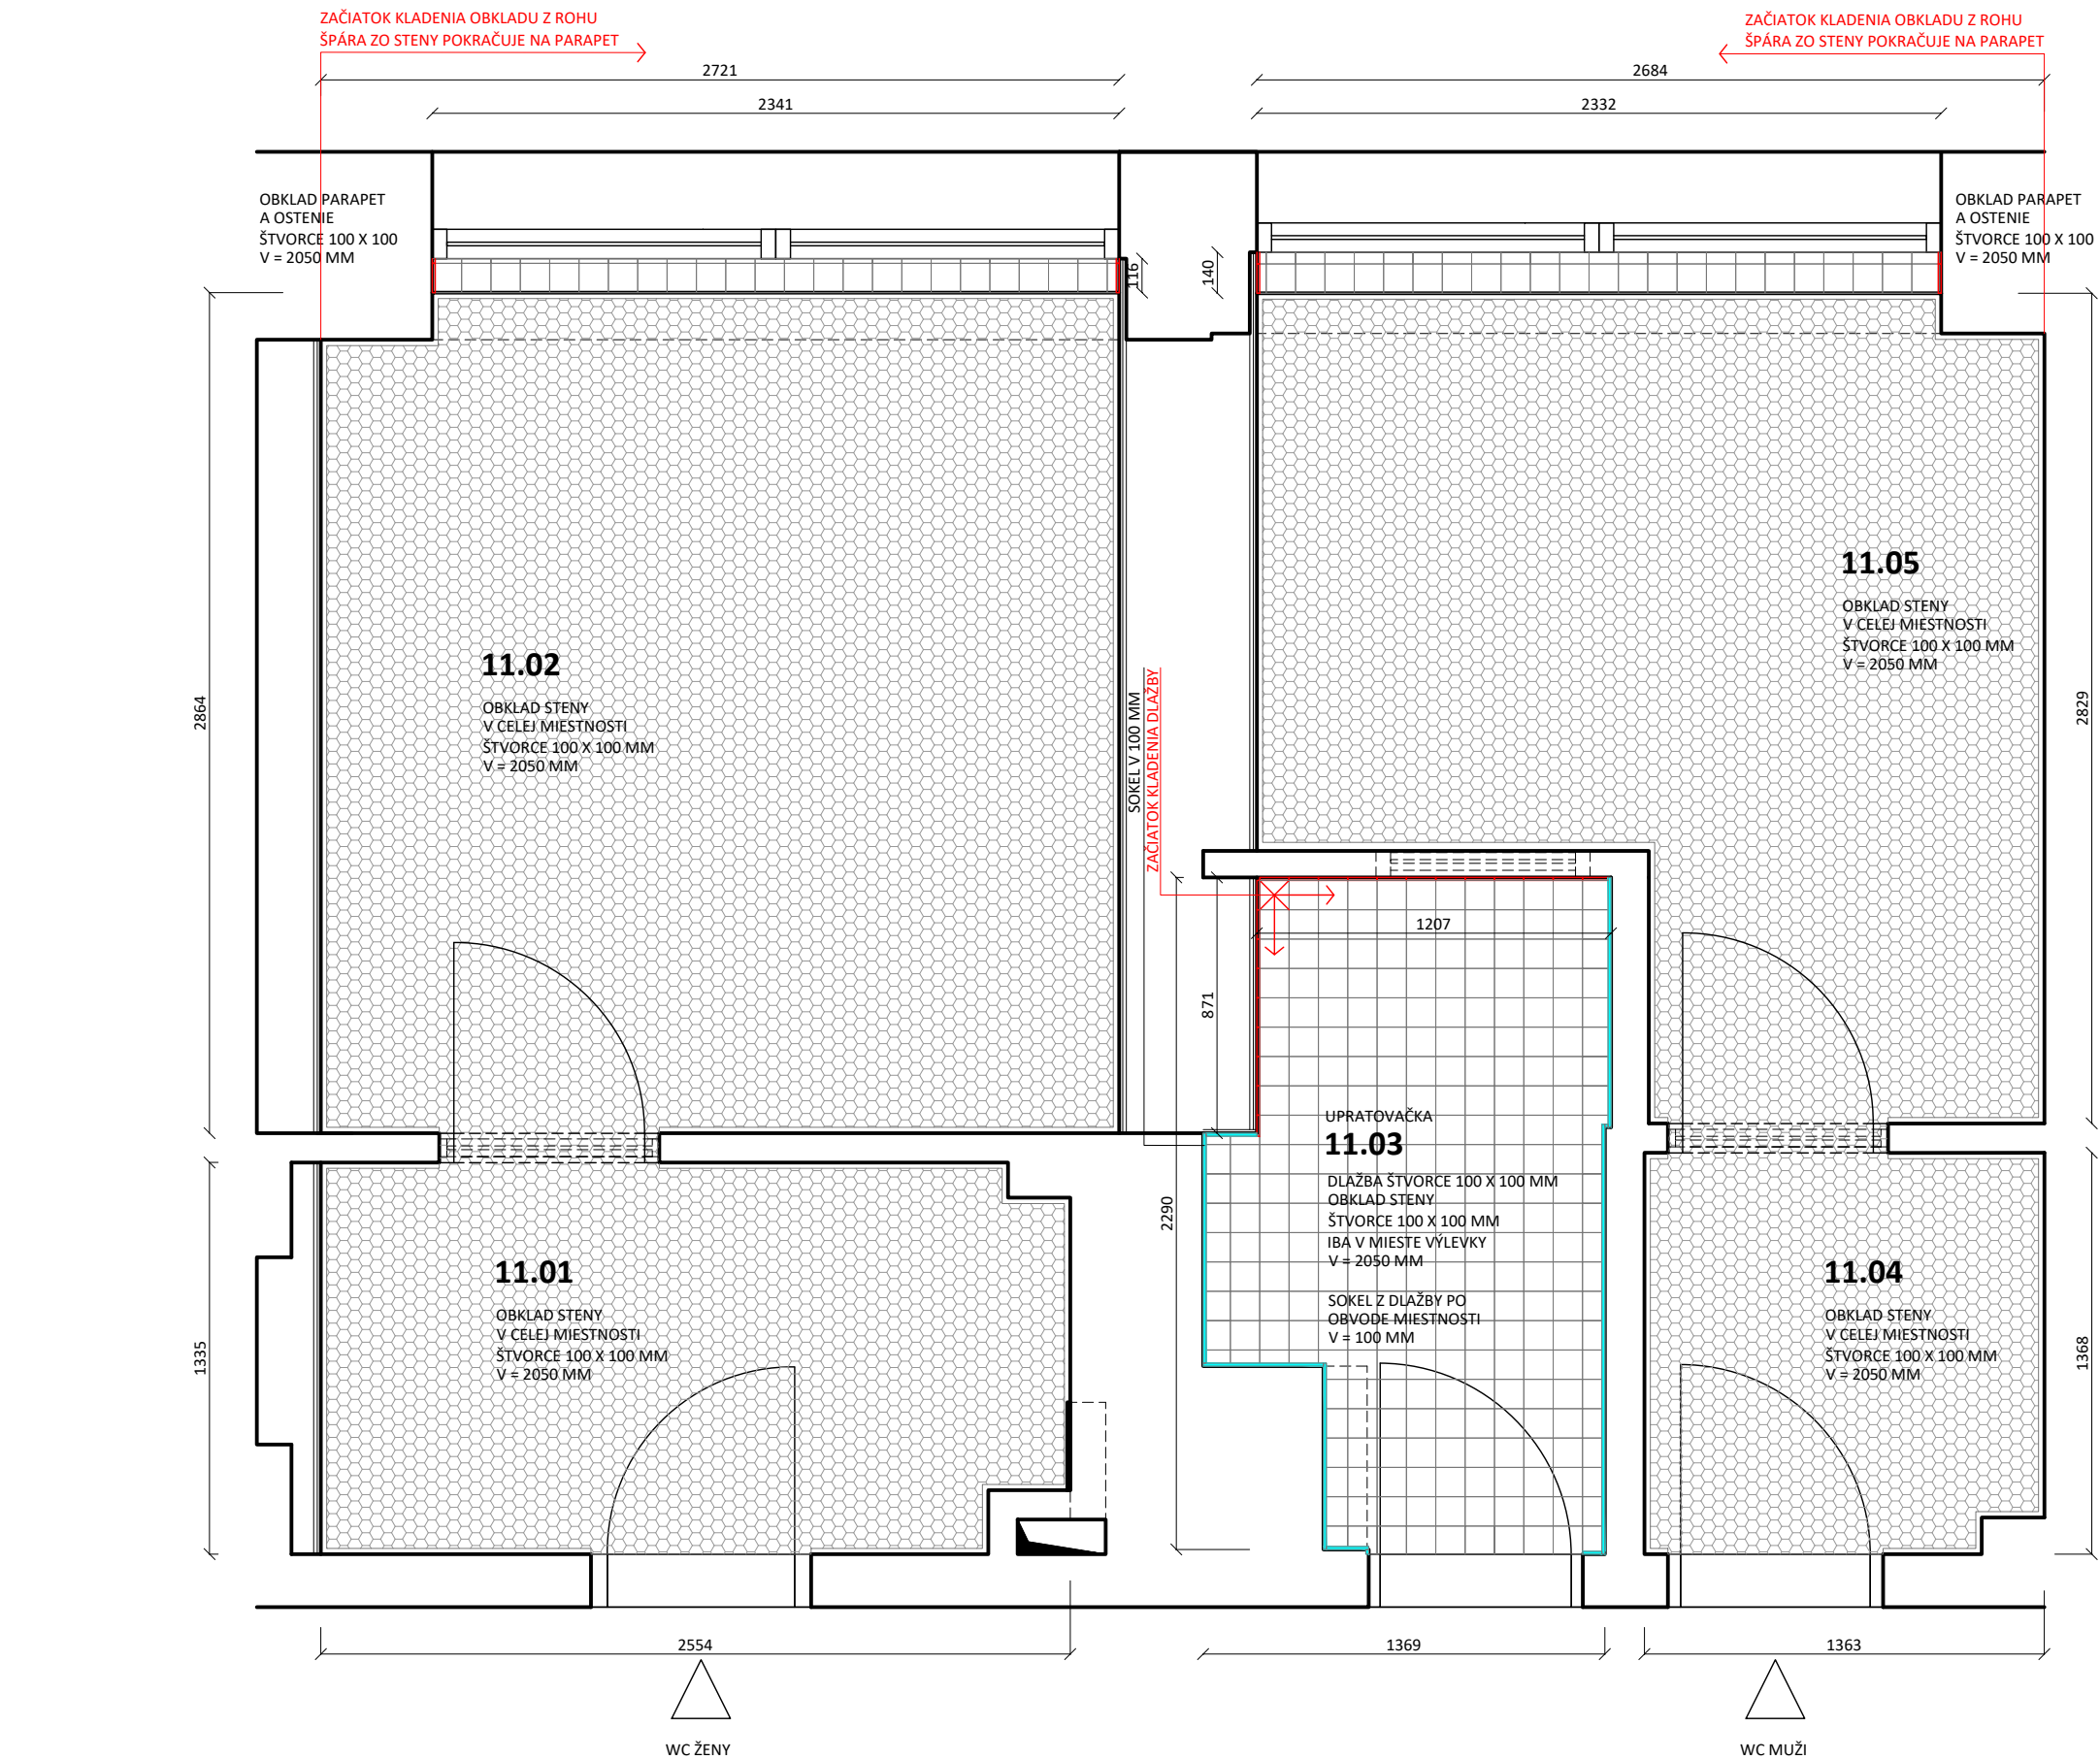 ZAČIATOK KLADENIA OBKLADU Z ROHU
ŠPÁRA ZO STENY POKRAČUJE NA PARAPET
ZAČIATOK KLADENIA OBKLADU Z ROHU
ŠPÁRA ZO STENY POKRAČUJE NA PARAPET
2721
2684
2341
2332
OBKLAD PARAPET
A OSTENIE
ŠTVORCE 100 X 100
V = 2050 MM
OBKLAD PARAPET
A OSTENIE
ŠTVORCE 100 X 100
V = 2050 MM
116
140
11.05
OBKLAD STENY
V CELEJ MIESTNOSTI
ŠTVORCE 100 X 100 MM
V = 2050 MM
11.02
OBKLAD STENY
V CELEJ MIESTNOSTI
ŠTVORCE 100 X 100 MM
V = 2050 MM
2864
SOKEL V 100 MM
ZAČIATOK KLADENIA DLAŽBY
2829
1207
871
2290
UPRATOVAČKA
11.03
DLAŽBA ŠTVORCE 100 X 100 MM
OBKLAD STENY
ŠTVORCE 100 X 100 MM
IBA V MIESTE VÝLEVKY
V = 2050 MM
SOKEL Z DLAŽBY PO
OBVODE MIESTNOSTI
V = 100 MM
11.01
OBKLAD STENY
V CELEJ MIESTNOSTI
ŠTVORCE 100 X 100 MM
V = 2050 MM
11.04
OBKLAD STENY
V CELEJ MIESTNOSTI
ŠTVORCE 100 X 100 MM
V = 2050 MM
1335
1368
2554
1369
1363
WC ŽENY
WC MUŽI